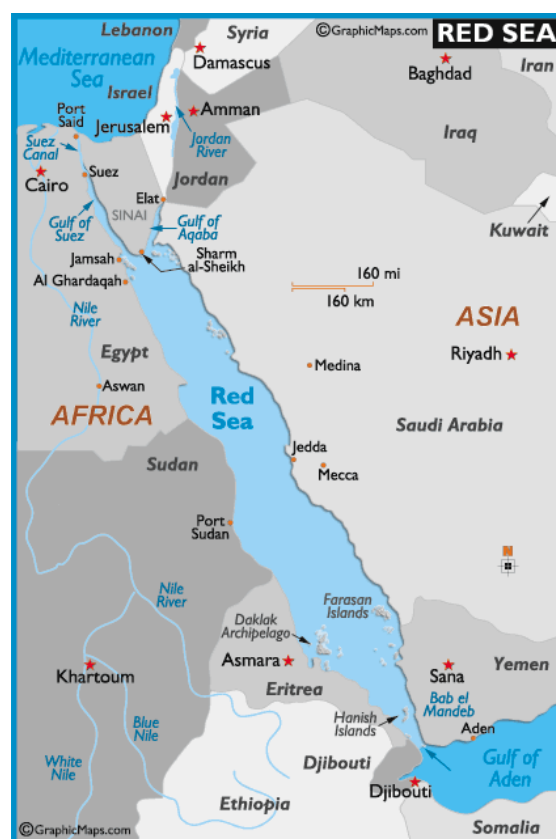 Lebanon
Syria
©GraphicMaps.com
RED SEA
Mediterranean
Sea
Damascus
Baghdad
Iran
Israel
Port
Said
Amman
Jerusalem
Iraq
Suez
Canal
Jordan
River
Cairo
Suez
Jordan
Elat
SINAI
Kuwait
Gulf of
Suez
Gulf of
Aqaba
Jamsah
Sharm
al-Sheikh
Al Ghardaqah
160 mi
160 km
Nile
River
ASIA
Egypt
Medina
Riyadh
Aswan
Red
Sea
AFRICA
Saudi Arabia
Jedda
Sudan
Mecca
Port
Sudan
N
Nile
River
Farasan
Islands
Daklak
Archipelago
Asmara
Khartoum
Sana
Yemen
Eritrea
Bab el
Mandeb
Hanish
Islands
Blue
Nile
Aden
White
Nile
Djibouti
Gulf of
Aden
Djibouti
Ethiopia
Somalia
©GraphicMaps.com